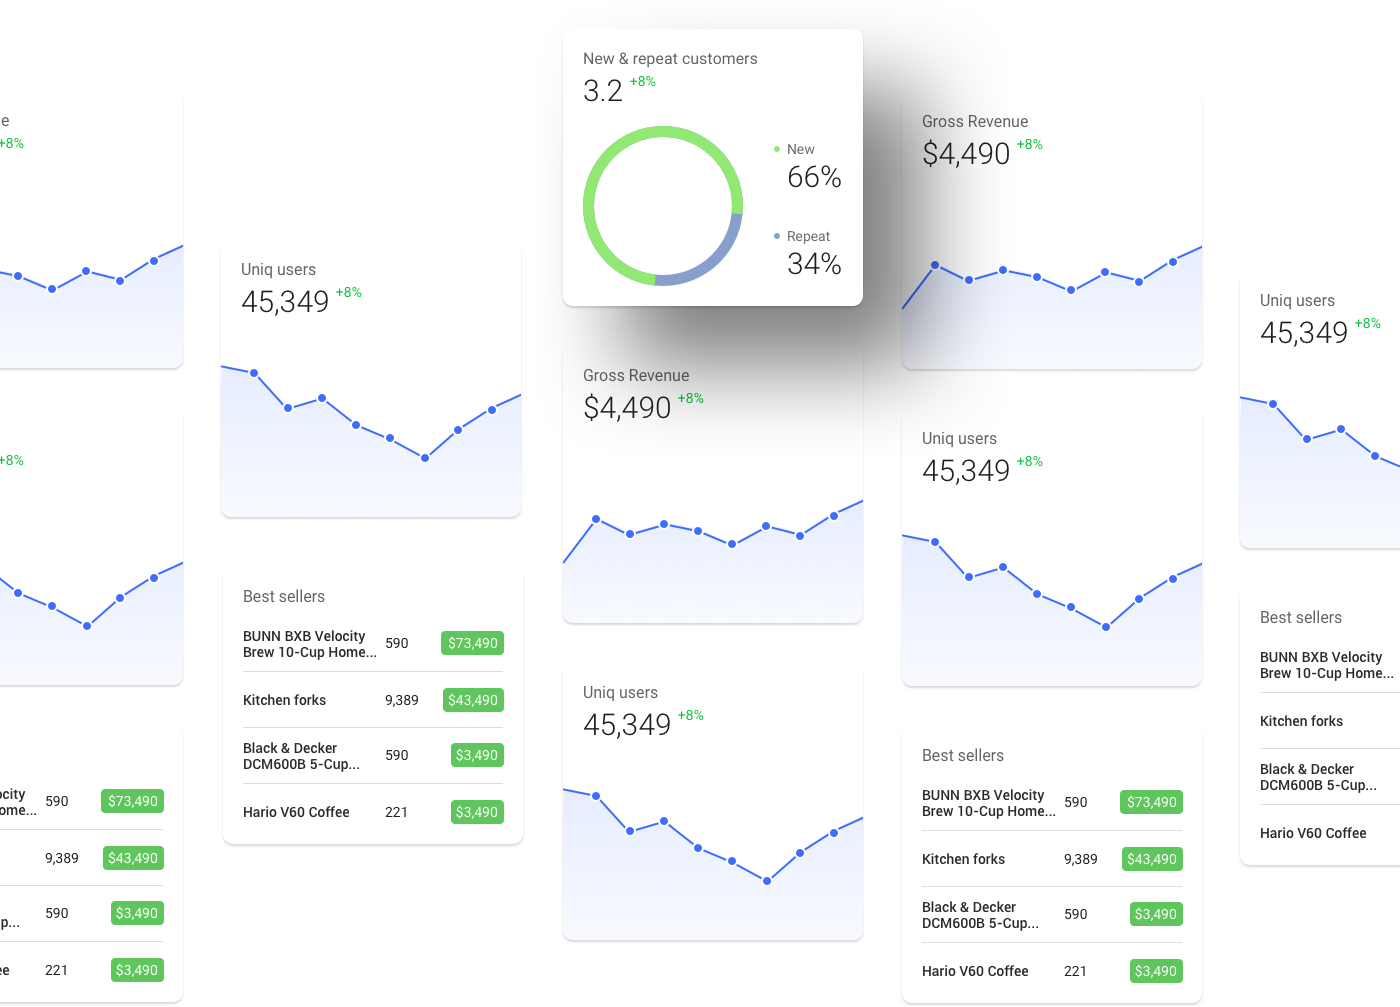 e
+8%
+8%
ocity
ome... 590 $73,490
9,389 $43,490
590 $3,490
p...
ee 221 $3,490
Uniq users
45,349 +8%
Best sellers
BUNN BXB Velocity
Brew 10-Cup Home... 590 $73,490
Kitchen forks 9,389 $43,490
Black & Decker
DCM600B 5-Cup... 590 $3,490
Hario V60 Coffee 221 $3,490
New & repeat customers
3.2 +8%
New
66%
Repeat
34%
Gross Revenue
$4,490 +8%
Uniq users
45,349 +8%
Gross Revenue
$4,490 +8%
Uniq users
45,349 +8%
Best sellers
BUNN BXB Velocity
Brew 10-Cup Home... 590 $73,490
Kitchen forks 9,389 $43,490
Black & Decker
DCM600B 5-Cup... 590 $3,490
Hario V60 Coffee 221 $3,490
Uniq users
45,349 +8%
Best sellers
BUNN BXB Velocity
Brew 10-Cup Home...
Kitchen forks
Black & Decker
DCM600B 5-Cup...
Hario V60 Coffee